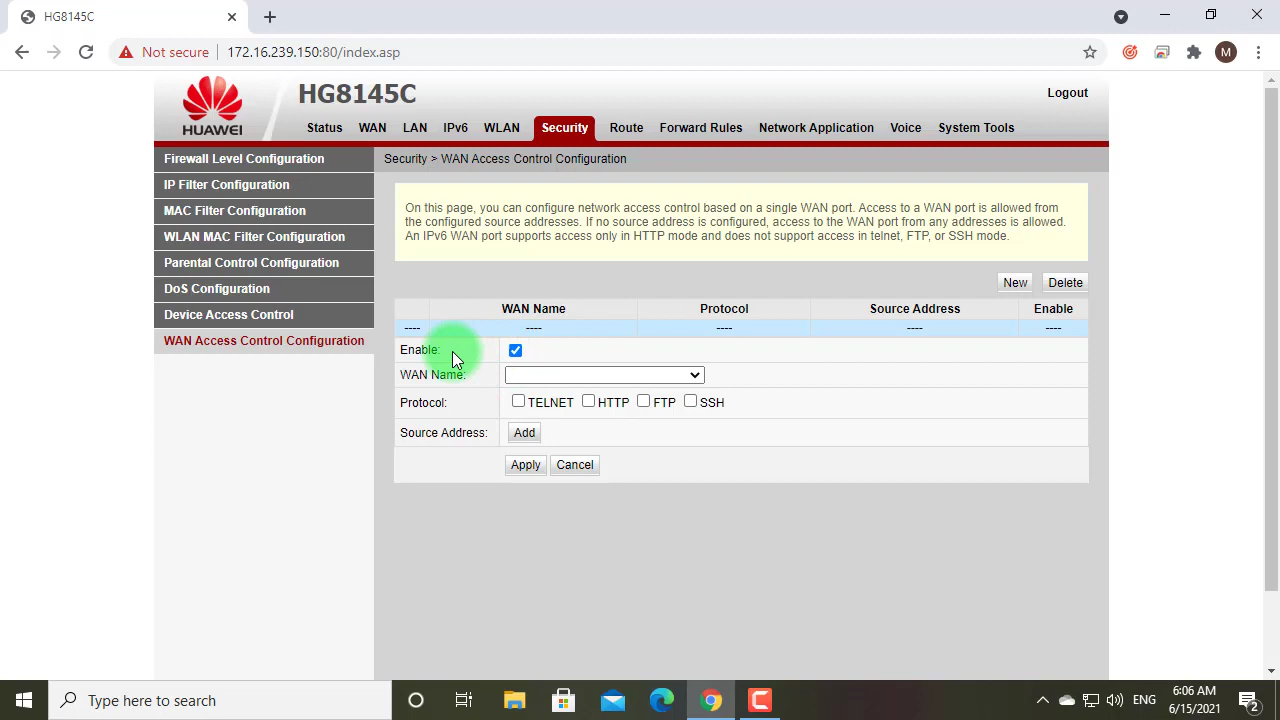 HG8145C
Not secure
172.16.239.150:80/index.asp
M
HUAWEI
HG8145C
Logout
Status WAN LAN IPv6 WLAN Security Route Forward Rules Network Application Voice System Tools
Firewall Level Configuration
IP Filter Configuration
MAC Filter Configuration
WLAN MAC Filter Configuration
Parental Control Configuration
DoS Configuration
Device Access Control
WAN Access Control Configuration
Security > WAN Access Control Configuration
On this page, you can configure network access control based on a single WAN port. Access to a WAN port is allowed from
the configured source addresses. If no source address is configured, access to the WAN port from any addresses is allowed.
An IPv6 WAN port supports access only in HTTP mode and does not support access in telnet, FTP, or SSH mode.
New Delete
WAN Name Protocol Source Address Enable
---- ---- ---- ---- ----
Enable:
WAN Name:
Protocol: TELNET HTTP FTP SSH
Source Address: Add
Apply Cancel
Type here to search
ENG
6:06 AM
6/15/2021
2